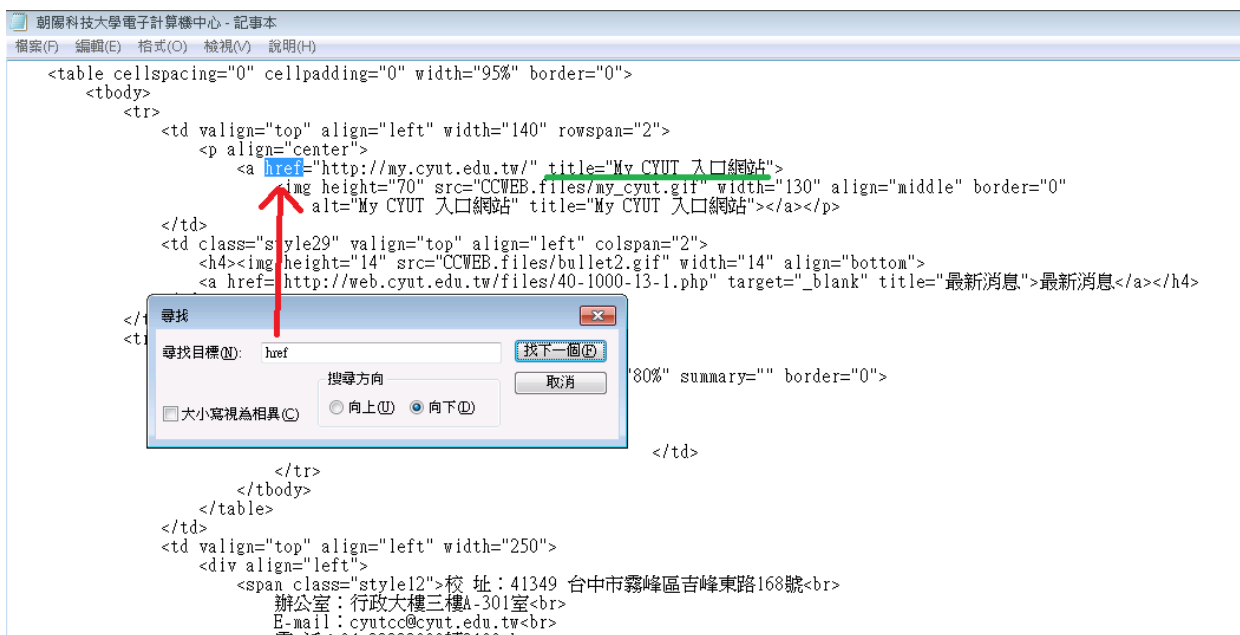 朝陽科技大學電子計算機中心 - 記事本
檔案(F) 編輯(E) 格式(O) 檢視(V) 說明(H)
<table cellspacing="0" cellpadding="0" width="95%" border="0">
<tbody>
<tr>
<td valign="top" align="left" width="140" rowspan="2">
<p align="center">
<a href="http://my.cyut.edu.tw/" title="My CYUT 入口網站">
<img height="70" src="CCWEB.files/my_cyut.gif" width="130" align="middle" border="0"
alt="My CYUT 入口網站" title="My CYUT 入口網站"></a></p>
</td>
<td class="style29" valign="top" align="left" colspan="2">
<h4><img height="14" src="CCWEB.files/bullet2.gif" width="14" align="bottom">
<a href="http://web.cyut.edu.tw/files/40-1000-13-1.php" target="_blank" title="最新消息">最新消息</a></h4>
尋找
尋找目標(N): href 找下一個(F)
搜尋方向 取消
大小寫視為相異(C) 向上(U) 向下(D)
80%" summary="" border="0">
</td>
</tr>
</tbody>
</table>
</td>
<td valign="top" align="left" width="250">
<div align="left">
<span class="style12">校 址：41349 台中市霧峰區吉峰東路168號<br>
辦公室：行政大樓三樓A-301室<br>
E-mail：cyutcc@cyut.edu.tw<br>